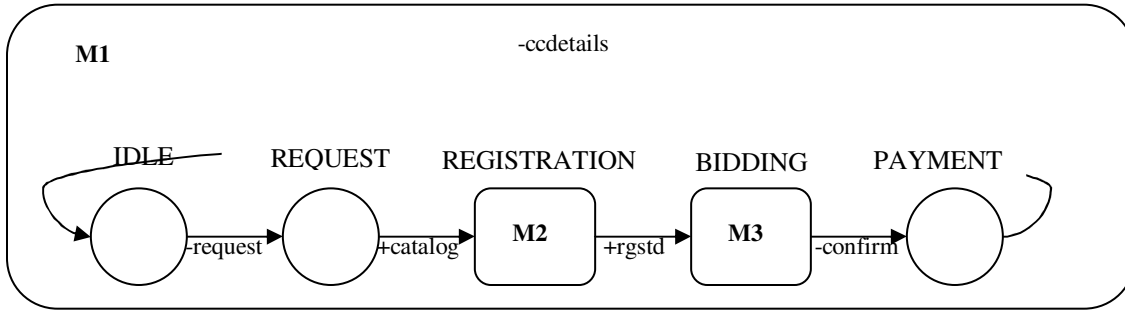 -ccdetails
M1
IDLE REQUEST REGISTRATION BIDDING PAYMENT
M2 M3
-request +catalog +rgstd -confirm